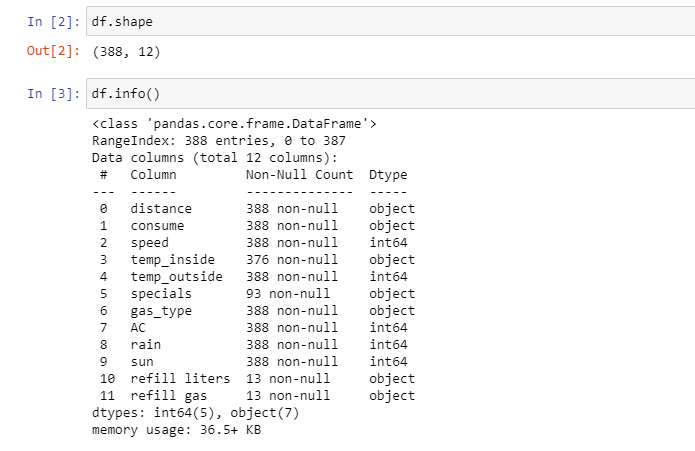 In [2]: df.shape
Out[2]: (388, 12)
In [3]: df.info()
<class 'pandas.core.frame.DataFrame'>
RangeIndex: 388 entries, 0 to 387
Data columns (total 12 columns):
 #   Column         Non-Null Count  Dtype
---  ------         --------------  -----
 0   distance       388 non-null    object
 1   consume        388 non-null    object
 2   speed          388 non-null    int64
 3   temp_inside    376 non-null    object
 4   temp_outside   388 non-null    int64
 5   specials       93 non-null     object
 6   gas_type       388 non-null    object
 7   AC             388 non-null    int64
 8   rain           388 non-null    int64
 9   sun            388 non-null    int64
 10  refill liters  13 non-null     object
 11  refill gas     13 non-null     object
dtypes: int64(5), object(7)
memory usage: 36.5+ KB